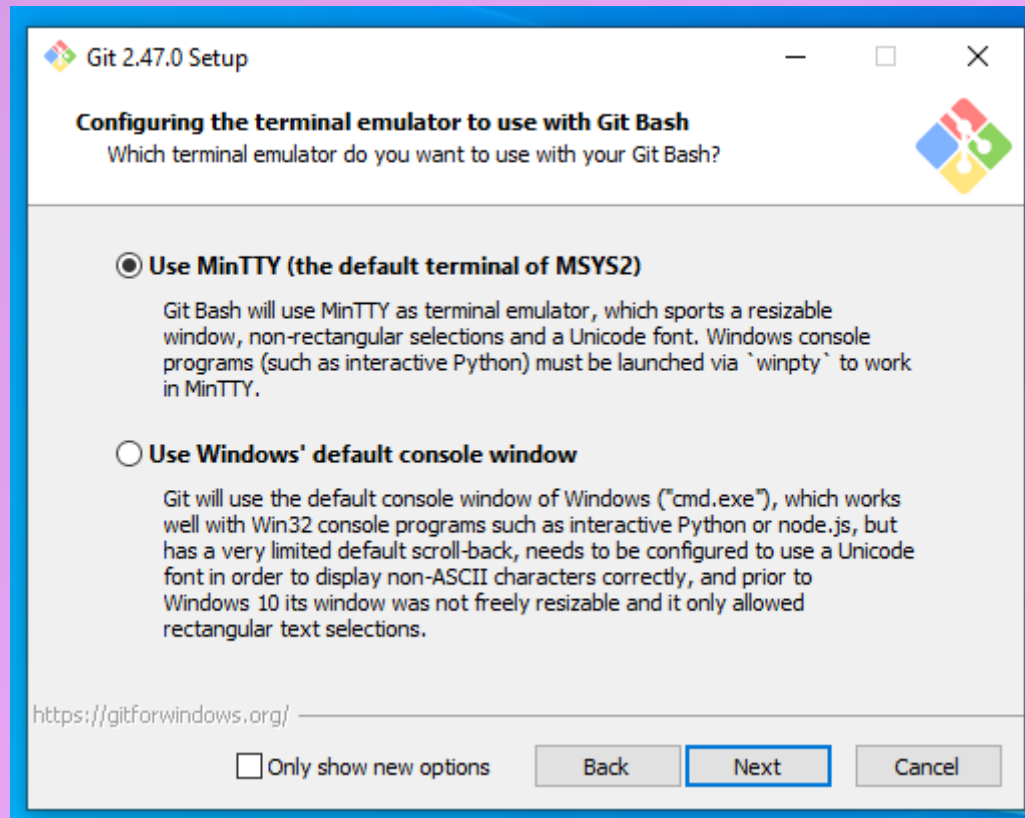 Git 2.47.0 Setup
Configuring the terminal emulator to use with Git Bash
Which terminal emulator do you want to use with your Git Bash?
Use MinTTY (the default terminal of MSYS2)
Git Bash will use MinTTY as terminal emulator, which sports a resizable
window, non-rectangular selections and a Unicode font. Windows console
programs (such as interactive Python) must be launched via `winpty` to work
in MinTTY.
Use Windows' default console window
Git will use the default console window of Windows ("cmd.exe"), which works
well with Win32 console programs such as interactive Python or node.js, but
has a very limited default scroll-back, needs to be configured to use a Unicode
font in order to display non-ASCII characters correctly, and prior to
Windows 10 its window was not freely resizable and it only allowed
rectangular text selections.
https://gitforwindows.org/
Only show new options Back Next Cancel